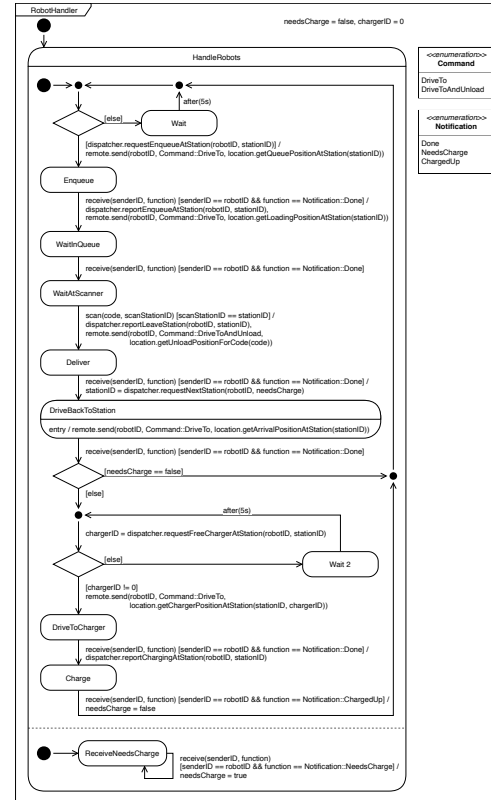 RobotHandler
needsCharge = false, chargerID = 0
HandleRobots
<<enumeration>>
Command
DriveTo
DriveToAndUnload
<<enumeration>>
Notification
Done
NeedsCharge
ChargedUp
after(5s)
[else]
Wait
[dispatcher.requestEnqueueAtStation(robotID, stationID)] /
remote.send(robotID, Command::DriveTo, location.getQueuePositionAtStation(stationID))
Enqueue
receive(senderID, function) [senderID == robotID && function == Notification::Done] /
dispatcher.reportEnqueueAtStation(robotID, stationID),
remote.send(robotID, Command::DriveTo, location.getLoadingPositionAtStation(stationID))
WaitInQueue
receive(senderID, function) [senderID == robotID && function == Notification::Done]
WaitAtScanner
scan(code, scanStationID) [scanStationID == stationID] /
dispatcher.reportLeaveStation(robotID, stationID),
remote.send(robotID, Command::DriveToAndUnload,
location.getUnloadPositionForCode(code))
Deliver
receive(senderID, function) [senderID == robotID && function == Notification::Done] /
stationID = dispatcher.requestNextStation(robotID, needsCharge)
DriveBackToStation
entry / remote.send(robotID, Command::DriveTo, location.getArrivalPositionAtStation(stationID))
receive(senderID, function) [senderID == robotID && function == Notification::Done]
[needsCharge == false]
[else]
after(5s)
chargerID = dispatcher.requestFreeChargerAtStation(robotID, stationID)
[else]
Wait 2
[chargerID != 0]
remote.send(robotID, Command::DriveTo,
location.getChargerPositionAtStation(stationID, chargerID))
DriveToCharger
receive(senderID, function) [senderID == robotID && function == Notification::Done] /
dispatcher.reportChargingAtStation(robotID, stationID)
Charge
receive(senderID, function) [senderID == robotID && function == Notification::ChargedUp] /
needsCharge = false
ReceiveNeedsCharge
receive(senderID, function)
[senderID == robotID && function == Notification::NeedsCharge] /
needsCharge = true